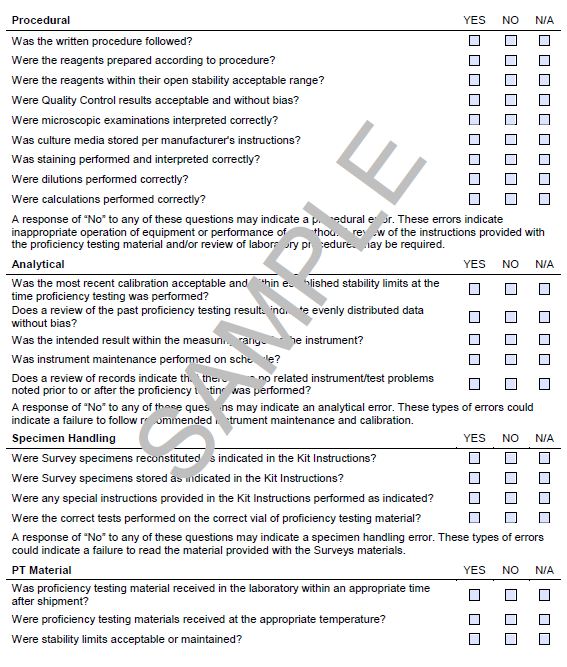 Procedural YES NO N/A
Was the written procedure followed?
Were the reagents prepared according to procedure?
Were the reagents within their open stability acceptable range?
Were Quality Control results acceptable and without bias?
Were microscopic examinations interpreted correctly?
Was culture media stored per manufacturer's instructions?
Was staining performed and interpreted correctly?
Were dilutions performed correctly?
Were calculations performed correctly?
A response of “No” to any of these questions may indicate a procedural error. These errors indicate
inappropriate operation of equipment or performance of review of the instructions provided with
the proficiency testing material and/or review of laboratory procedures may be required.
Analytical YES NO N/A
Was the most recent calibration acceptable and within established stability limits at the
time proficiency testing was performed?
Does a review of the past proficiency testing results indicate evenly distributed data
without bias?
Was the intended result within the measuring range the instrument?
Was instrument maintenance performed on schedule?
Does a review of records indicate that there no related instrument/test problems
noted prior to or after the proficiency testing was performed?
A response of “No” to any of these questions may indicate an analytical error. These types of errors could
indicate a failure to follow recommended instrument maintenance and calibration.
Specimen Handling YES NO N/A
Were Survey specimens reconstituted as indicated in the Kit Instructions?
Were Survey specimens stored as indicated in the Kit Instructions?
Were any special instructions provided in the Kit Instructions performed as indicated?
Were the correct tests performed on the correct vial of proficiency testing material?
A response of “No” to any of these questions may indicate a specimen handling error. These types of errors
could indicate a failure to read the material provided with the Surveys materials.
PT Material YES NO N/A
Was proficiency testing material received in the laboratory within an appropriate time
after shipment?
Were proficiency testing materials received at the appropriate temperature?
Were stability limits acceptable or maintained?
SAMPLE